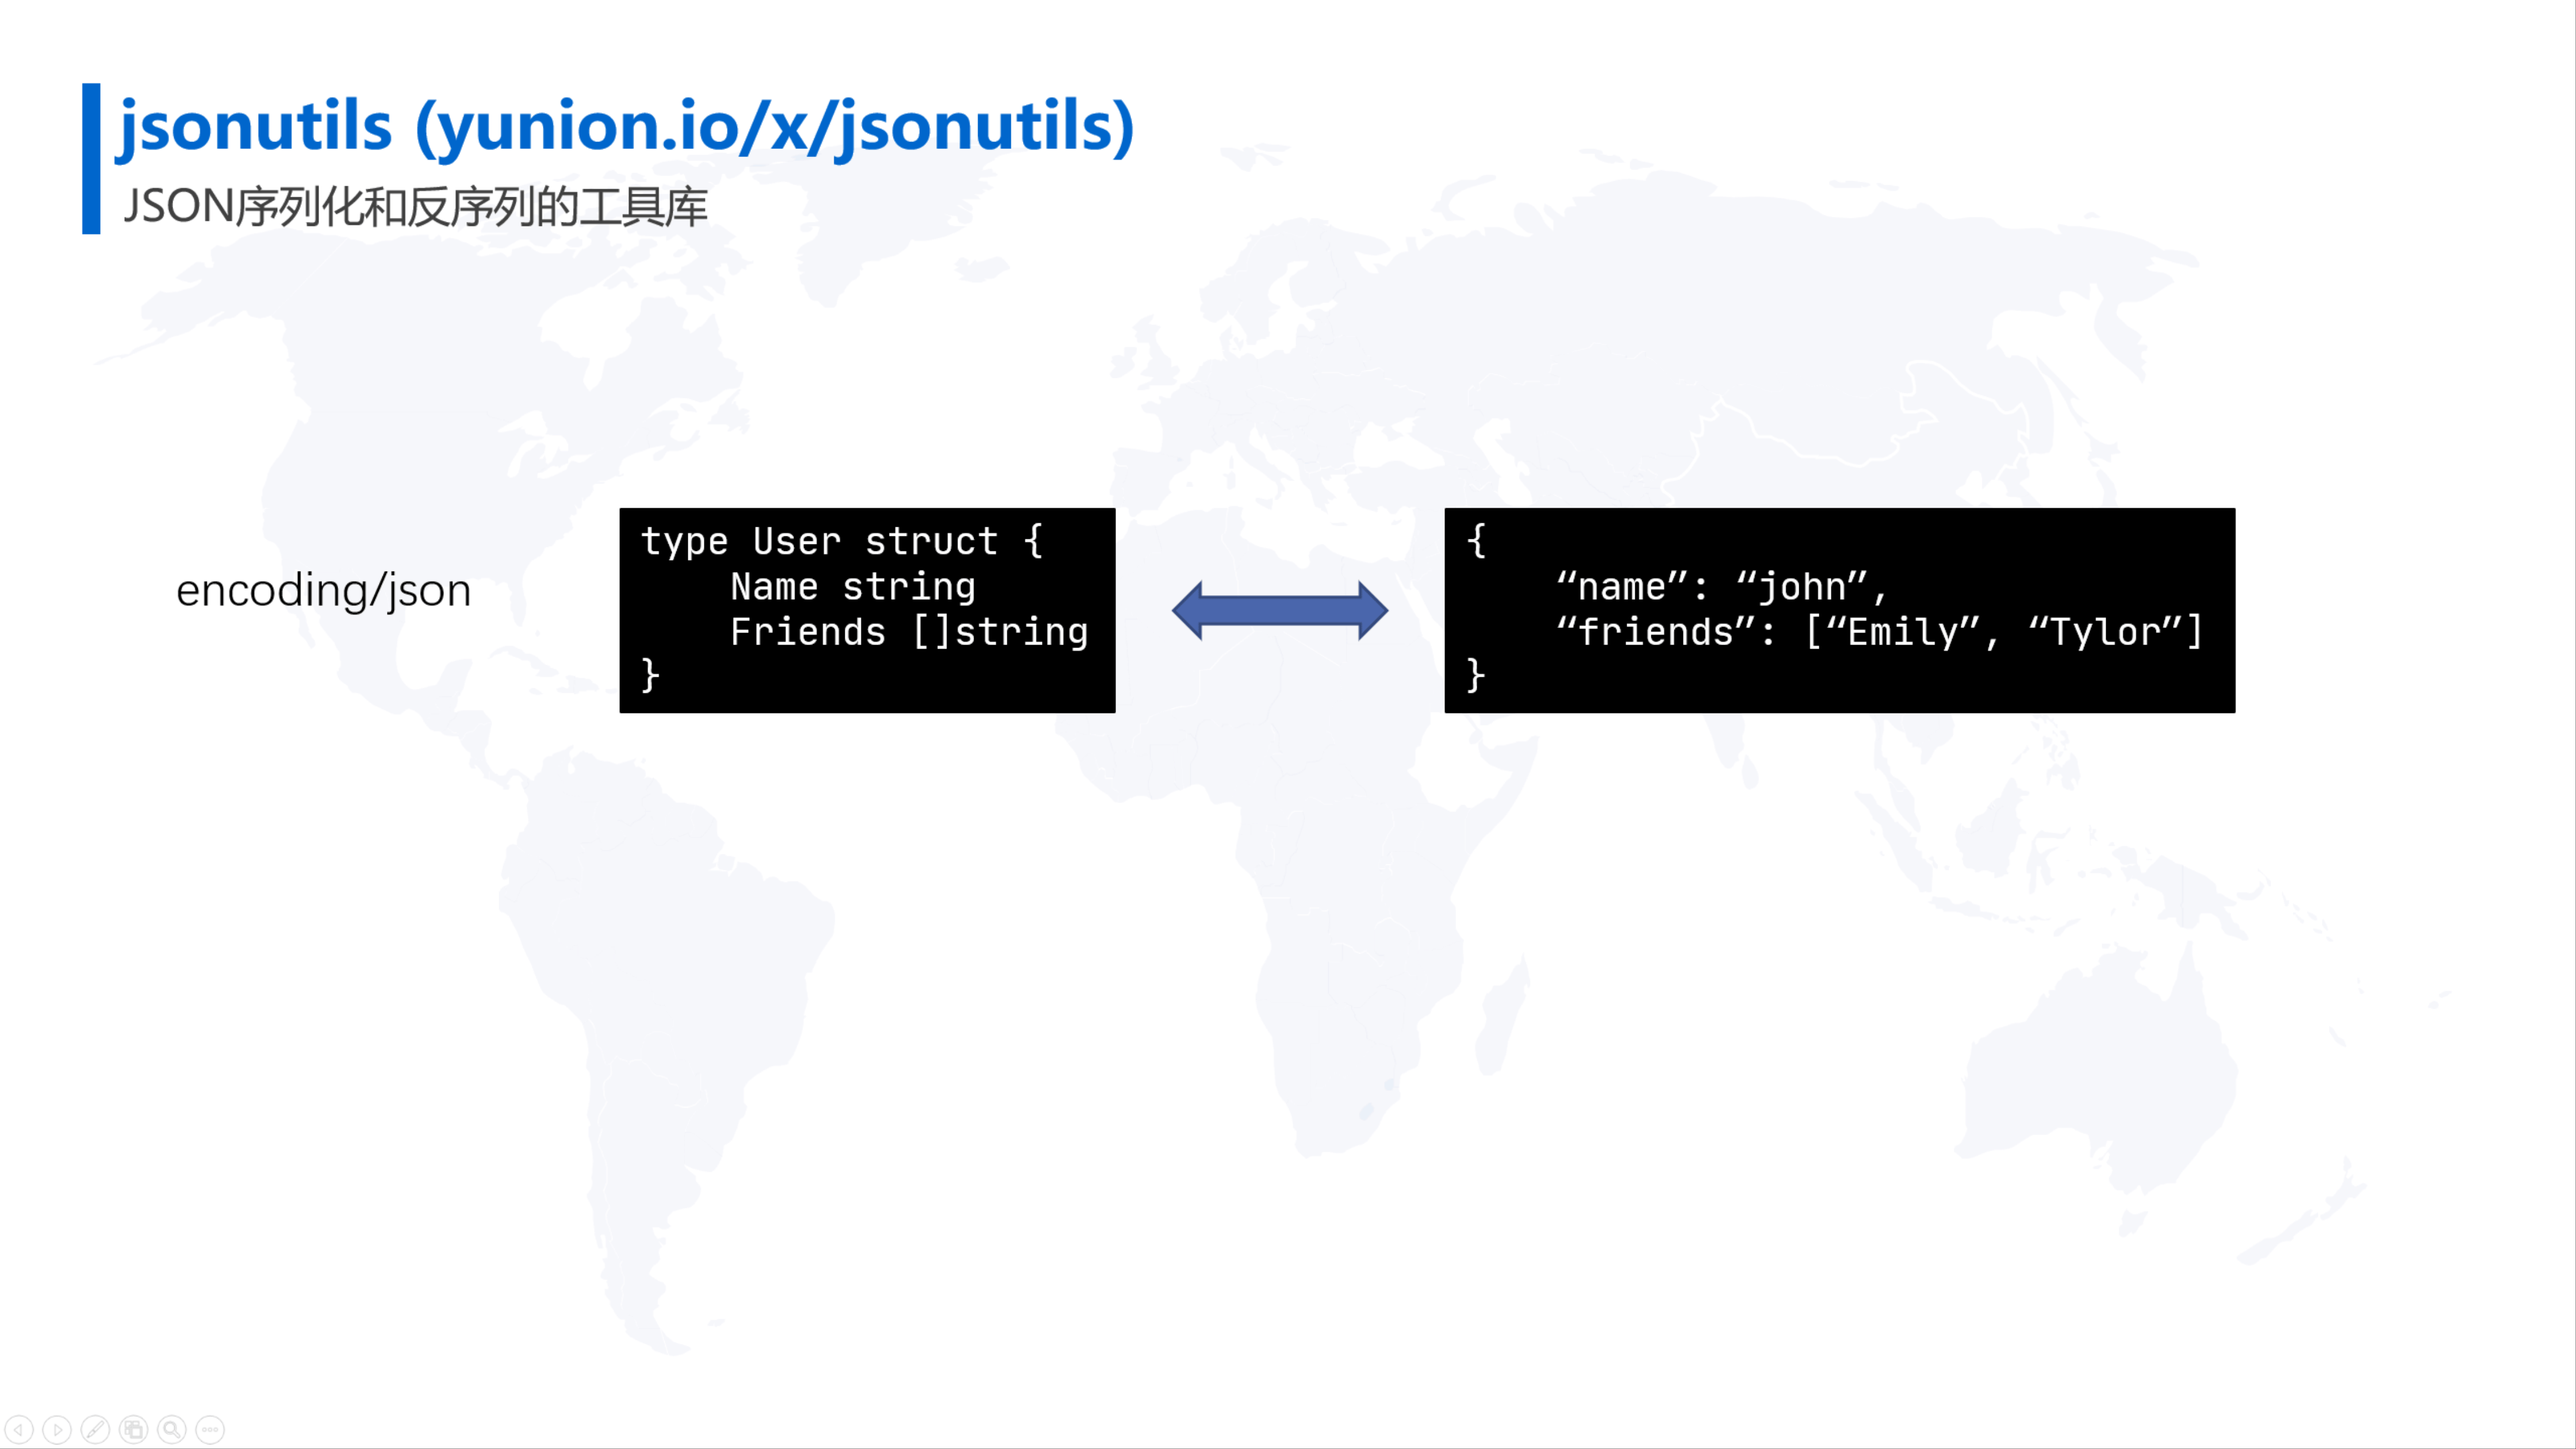 jsonutils (yunion.io/x/jsonutils)
JSON序列化和反序列的工具库
encoding/json
type User struct {
    Name string
    Friends []string
}
{
    “name”: “john”,
    “friends”: [“Emily”, “Tylor”]
}